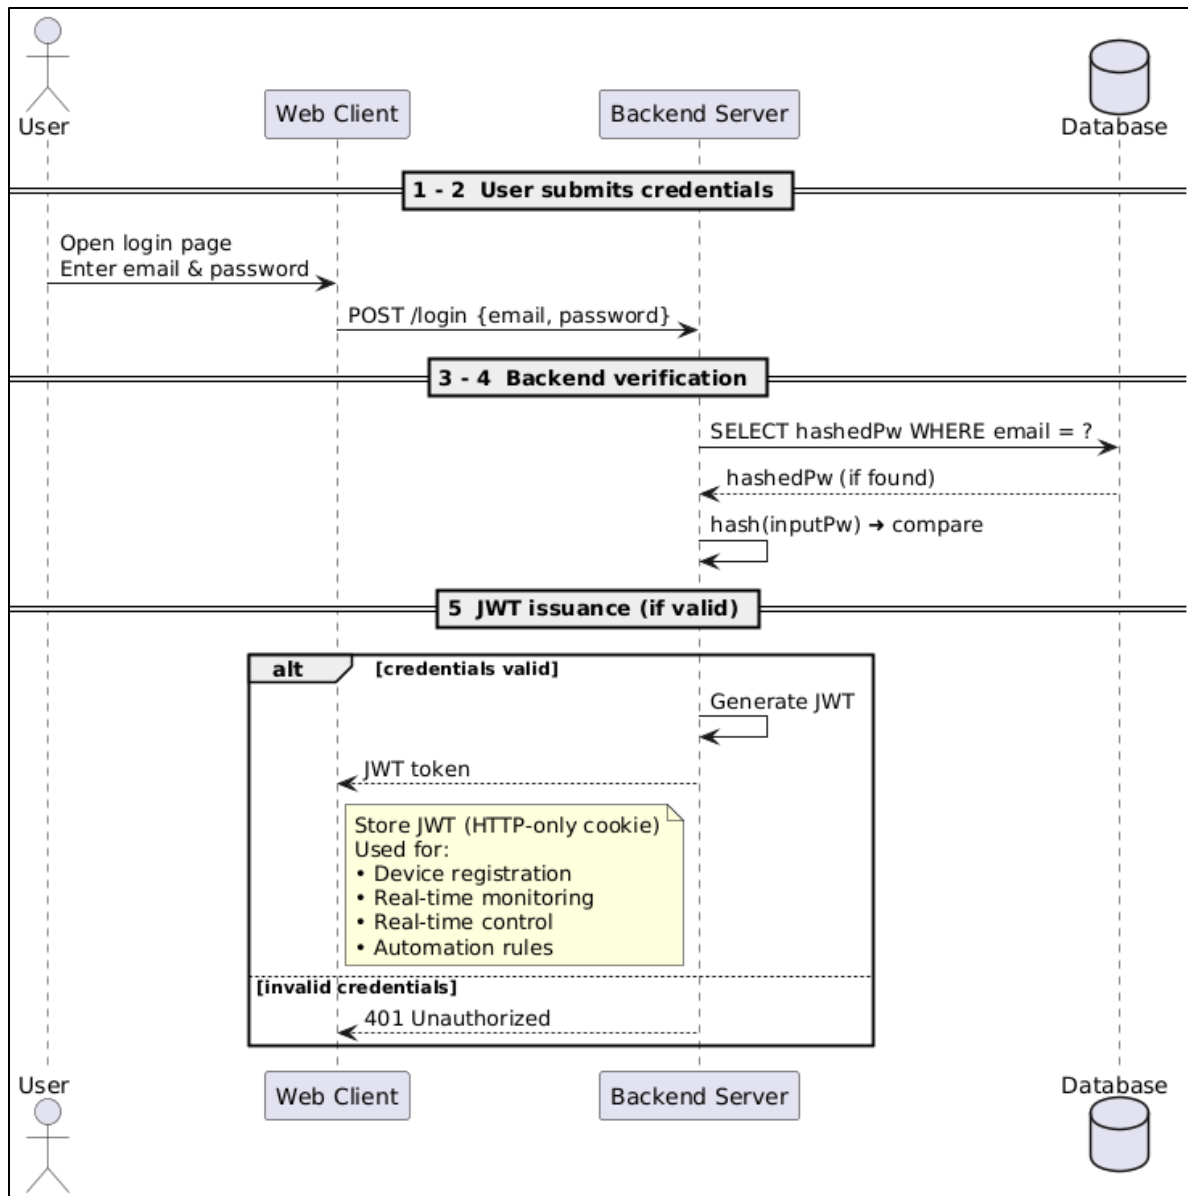 User
Web Client
Backend Server
Database
1 - 2  User submits credentials
Open login page
Enter email & password
POST /login {email, password}
3 - 4  Backend verification
SELECT hashedPw WHERE email = ?
hashedPw (if found)
hash(inputPw) ➜ compare
5  JWT issuance (if valid)
alt
[credentials valid]
Generate JWT
JWT token
Store JWT (HTTP-only cookie)
Used for:
• Device registration
• Real-time monitoring
• Real-time control
• Automation rules
[invalid credentials]
401 Unauthorized
User
Web Client
Backend Server
Database